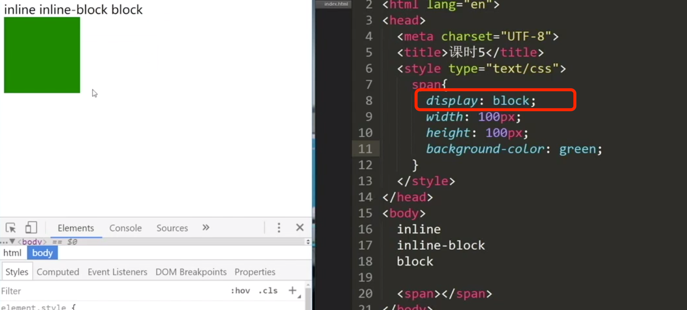 inline inline-block block
Elements Console Sources »
<body> == $0
html body
Styles Computed Event Listeners DOM Breakpoints Properties
Filter :hov .cls +
element.style {
index.html
2 <html lang="en">
3 <head>
4 <meta charset="UTF-8">
5 <title>课时5</title>
6 <style type="text/css">
7 span{
8 display: block;
9 width: 100px;
10 height: 100px;
11 background-color: green;
12 }
13 </style>
14 </head>
15 <body>
16 inline
17 inline-block
18 block
19
20 <span></span>
21 </body>